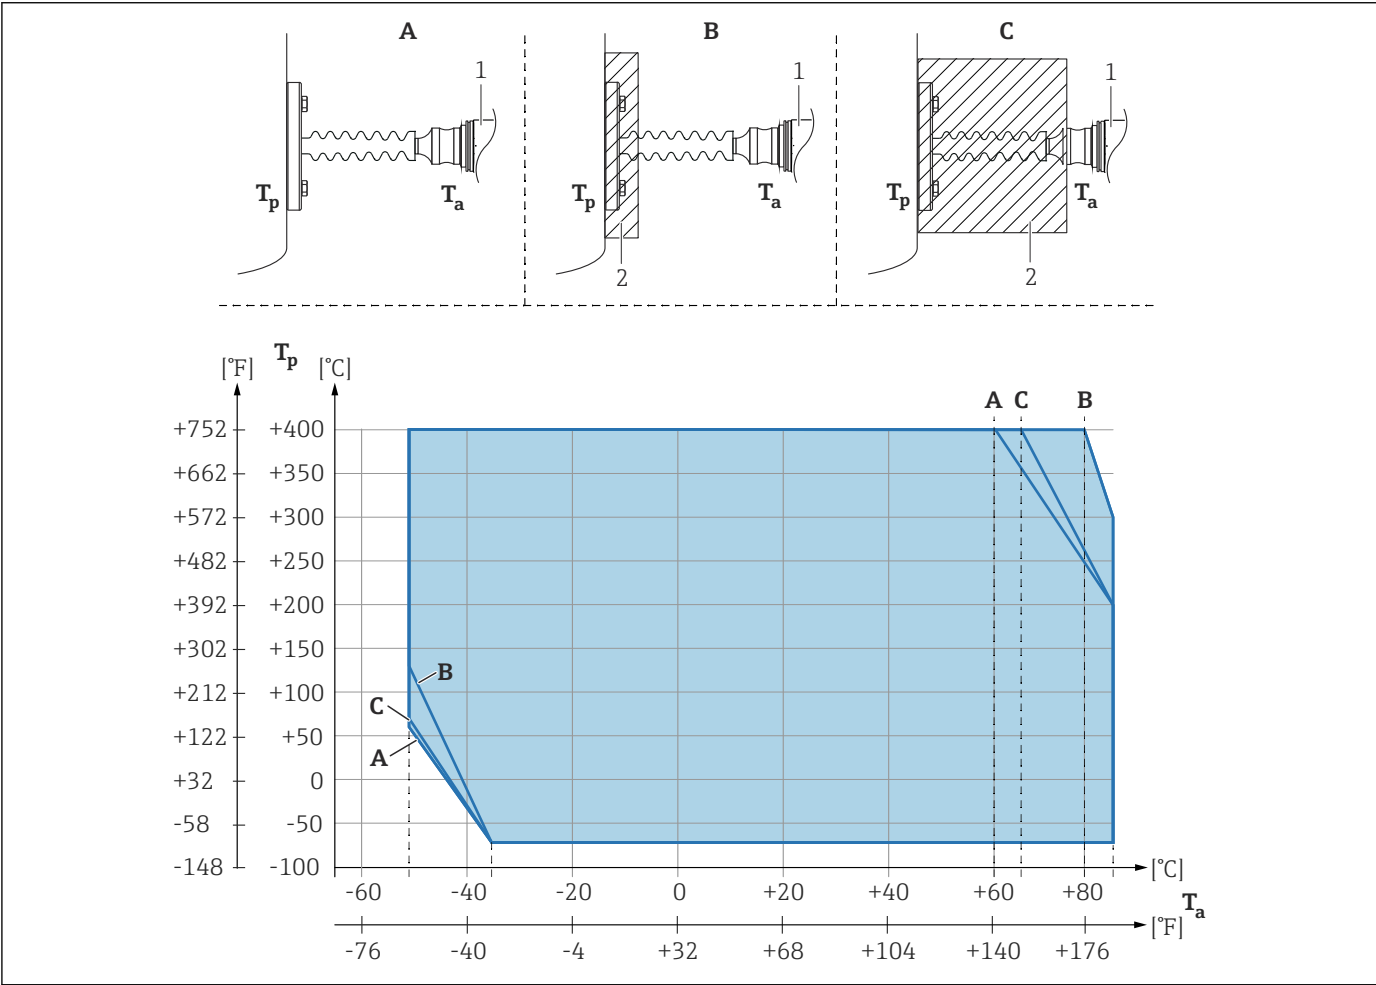 A B C
1 1 1
Tp Ta Tp Ta Tp Ta
2 2
Tp
[°F] [°C]
A C B
+752 +400
+662 +350
+572 +300
+482 +250
+392 +200
+302 +150
B
+212 +100
C
+122 +50
A
+32 0
-58 -50
-148 -100
[°C]
-60 -40 -20 0 +20 +40 +60 +80
Ta
[°F]
-76 -40 -4 +32 +68 +104 +140 +176